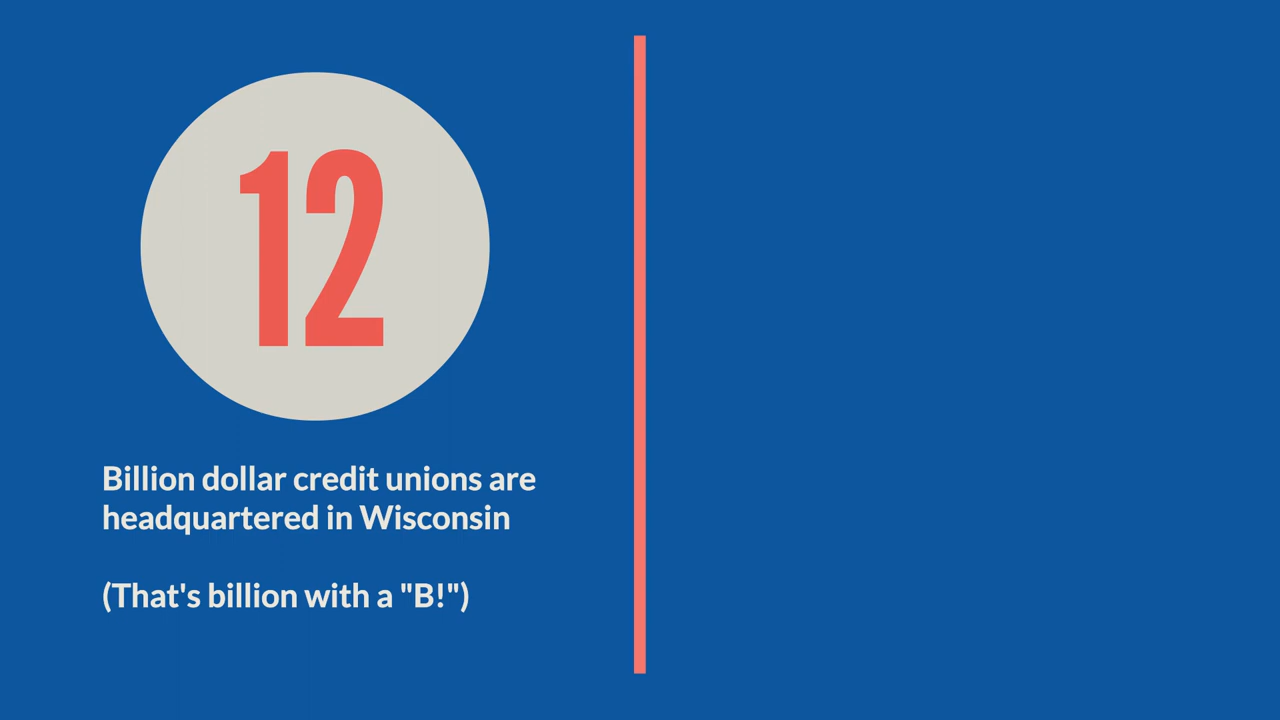 12
Billion dollar credit unions are
headquartered in Wisconsin
(That's billion with a "B!")